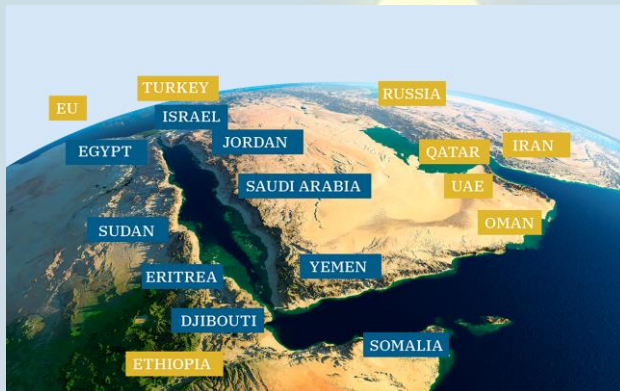 TURKEY
RUSSIA
EU
ISRAEL
EGYPT
JORDAN
QATAR
IRAN
SAUDI ARABIA
UAE
OMAN
SUDAN
YEMEN
ERITREA
DJIBOUTI
SOMALIA
ETHIOPIA